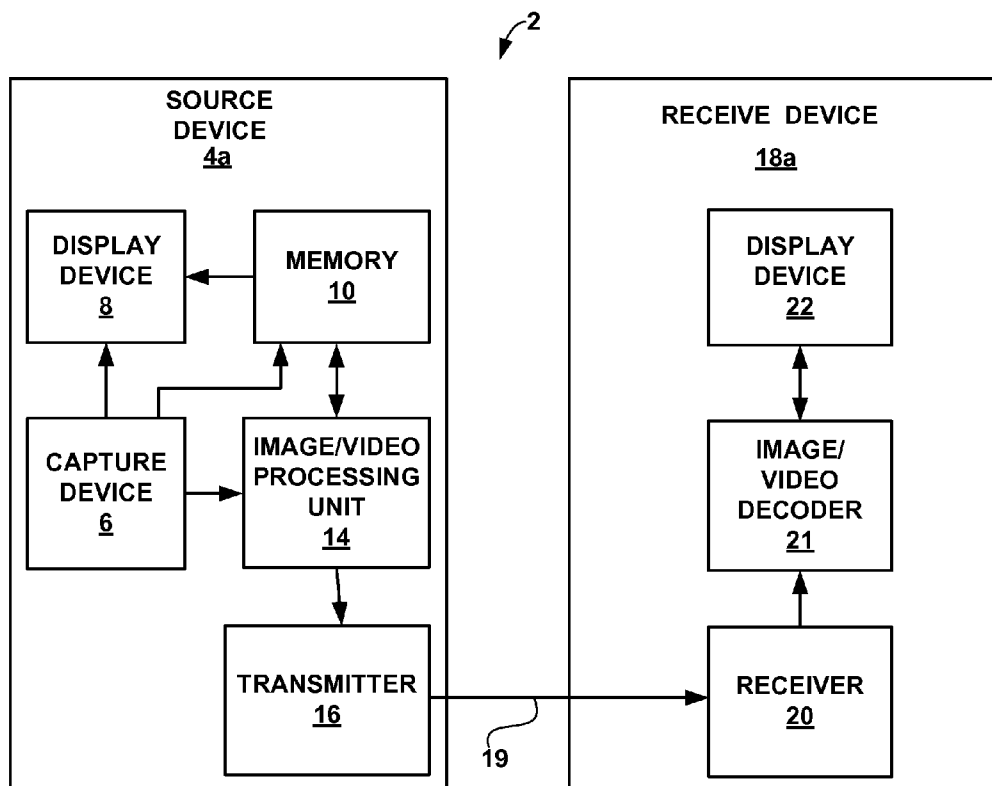 2
SOURCE
DEVICE
4a
DISPLAY
DEVICE
8
MEMORY
10
CAPTURE
DEVICE
6
IMAGE/VIDEO
PROCESSING
UNIT
14
TRANSMITTER
16
19
RECEIVE DEVICE
18a
DISPLAY
DEVICE
22
IMAGE/
VIDEO
DECODER
21
RECEIVER
20